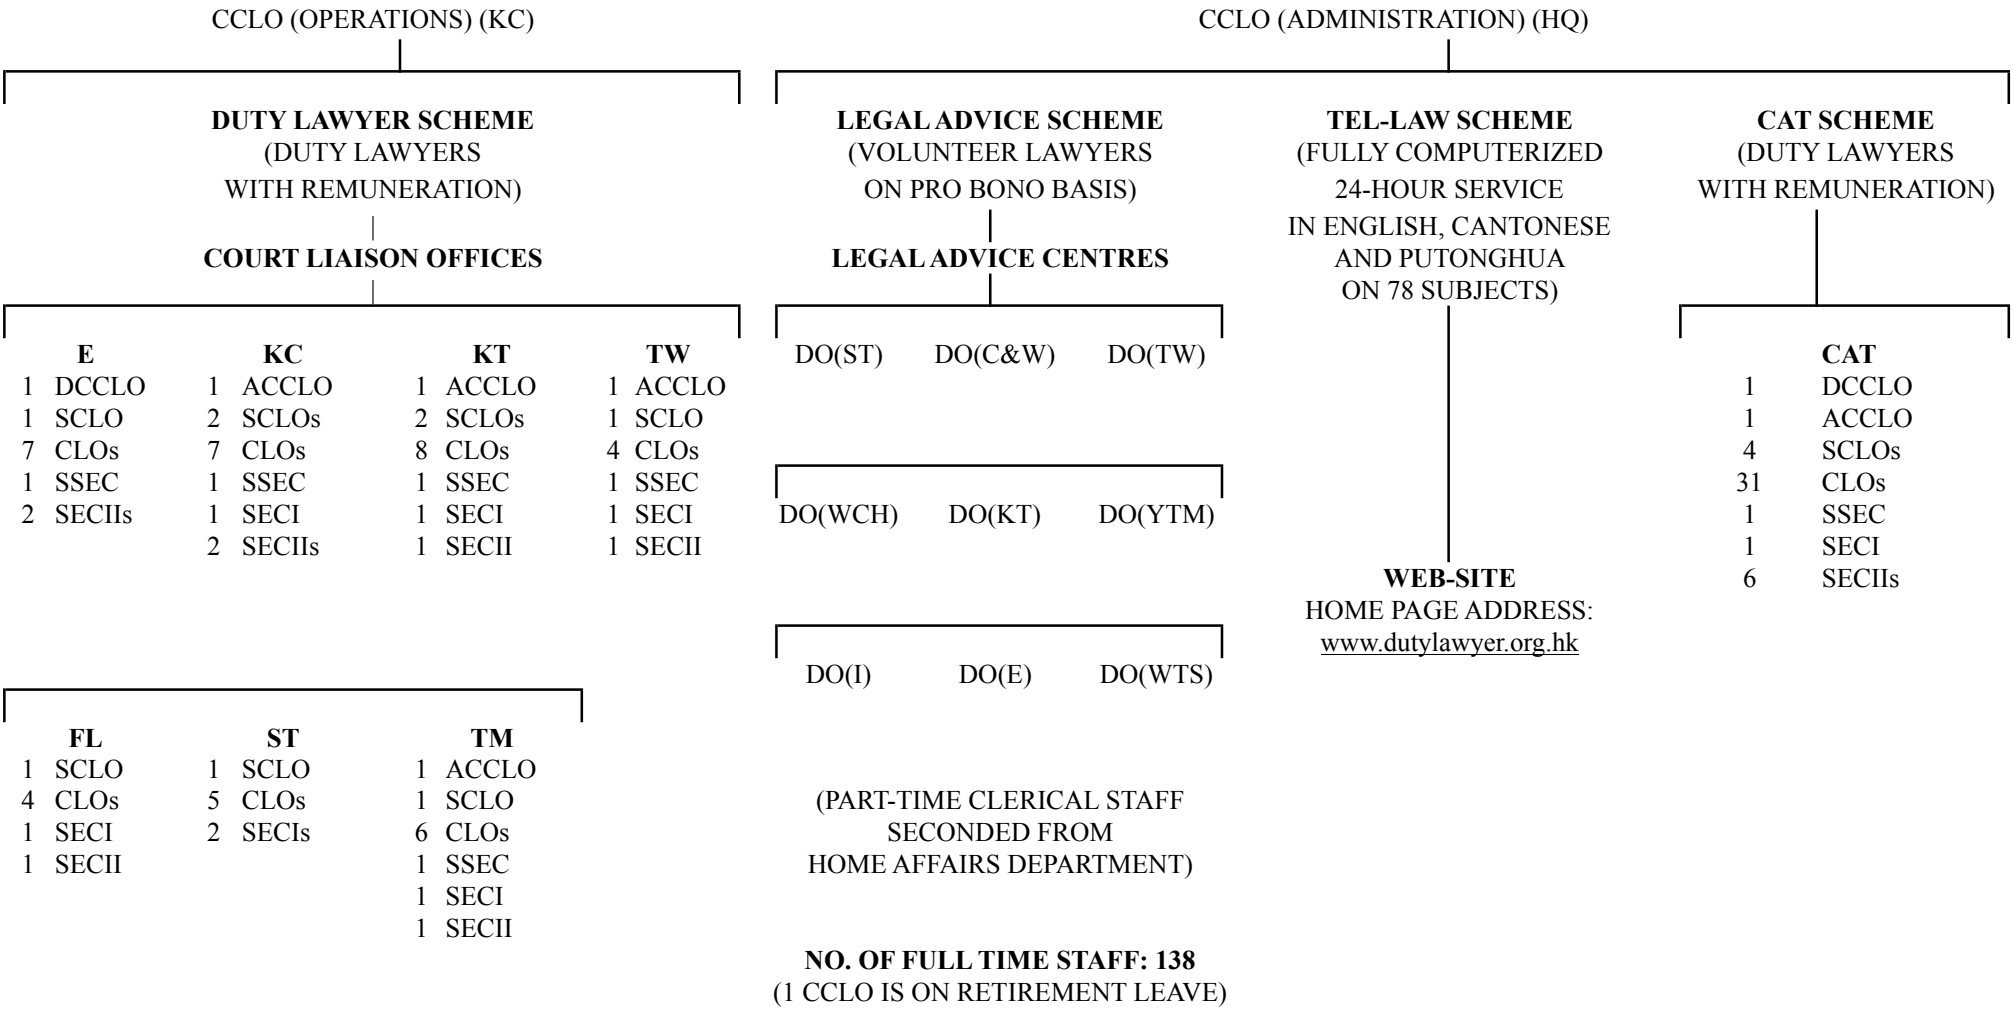 CCLO (OPERATIONS) (KC)
CCLO (ADMINISTRATION) (HQ)
DUTY LAWYER SCHEME
(DUTY LAWYERS
WITH REMUNERATION)
COURT LIAISON OFFICES
E
1 DCCLO
1 SCLO
7 CLOs
1 SSEC
2 SECIIs
KC
1 ACCLO
2 SCLOs
7 CLOs
1 SSEC
1 SECI
2 SECIIs
KT
1 ACCLO
2 SCLOs
8 CLOs
1 SSEC
1 SECI
1 SECII
TW
1 ACCLO
1 SCLO
4 CLOs
1 SSEC
1 SECI
1 SECII
FL
1 SCLO
4 CLOs
1 SECI
1 SECII
ST
1 SCLO
5 CLOs
2 SECIs
TM
1 ACCLO
1 SCLO
6 CLOs
1 SSEC
1 SECI
1 SECII
LEGAL ADVICE SCHEME
(VOLUNTEER LAWYERS
ON PRO BONO BASIS)
LEGAL ADVICE CENTRES
DO(ST) DO(C&W) DO(TW)
DO(WCH) DO(KT) DO(YTM)
DO(I) DO(E) DO(WTS)
(PART-TIME CLERICAL STAFF
SECONDED FROM
HOME AFFAIRS DEPARTMENT)
TEL-LAW SCHEME
(FULLY COMPUTERIZED
24-HOUR SERVICE
IN ENGLISH, CANTONESE
AND PUTONGHUA
ON 78 SUBJECTS)
WEB-SITE
HOME PAGE ADDRESS:
www.dutylawyer.org.hk
CAT SCHEME
(DUTY LAWYERS
WITH REMUNERATION)
CAT
1 DCCLO
1 ACCLO
4 SCLOs
31 CLOs
1 SSEC
1 SECI
6 SECIIs
NO. OF FULL TIME STAFF: 138
(1 CCLO IS ON RETIREMENT LEAVE)